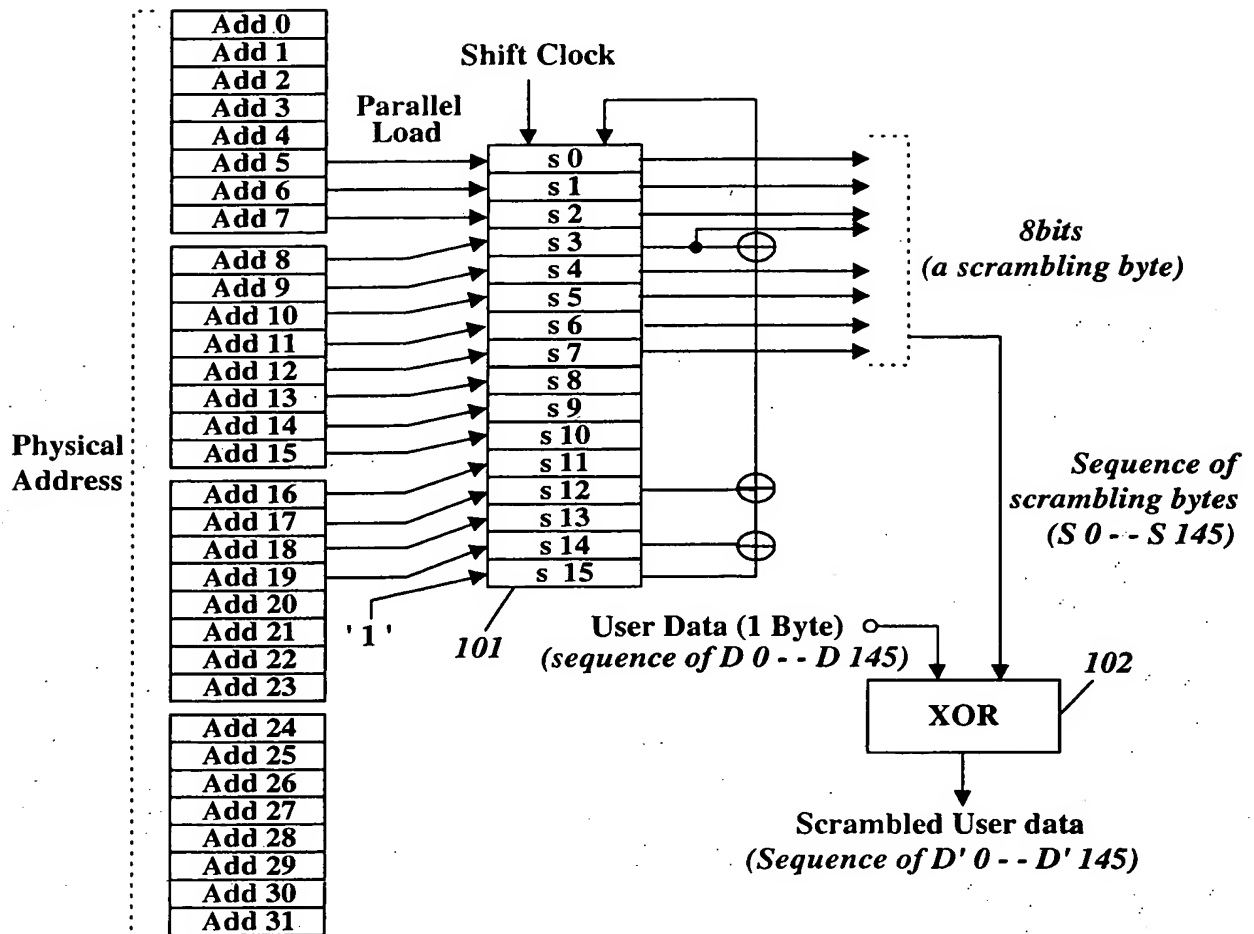 Physical
Address
Add 0
Add 1
Add 2
Add 3
Add 4
Add 5
Add 6
Add 7
Add 8
Add 9
Add 10
Add 11
Add 12
Add 13
Add 14
Add 15
Add 16
Add 17
Add 18
Add 19
Add 20
Add 21
Add 22
Add 23
Add 24
Add 25
Add 26
Add 27
Add 28
Add 29
Add 30
Add 31
Parallel
Load
'1'
Shift Clock
s 0
s 1
s 2
s 3
s 4
s 5
s 6
s 7
s 8
s 9
s 10
s 11
s 12
s 13
s 14
s 15
101
8bits
(a scrambling byte)
Sequence of
scrambling bytes
(S 0 - - S 145)
User Data (1 Byte)
(sequence of D 0 - - D 145)
102
XOR
Scrambled User data
(Sequence of D' 0 - - D' 145)